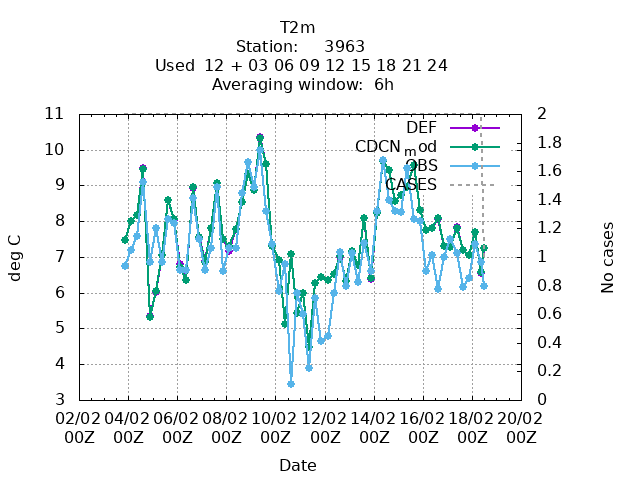 T2m
Station: 3963
Used 12 + 03 06 09 12 15 18 21 24
Averaging window: 6h
11 2
DEF
10 1.8
CDCN_mod
OBS
9 1.6
CASES
1.4
8 1.2
7 1
0.8
6 0.6
5 0.4
4 0.2
3 0
deg C
No cases
02/02 04/02 06/02 08/02 10/02 12/02 14/02 16/02 18/02 20/02
00Z 00Z 00Z 00Z 00Z 00Z 00Z 00Z 00Z 00Z
Date